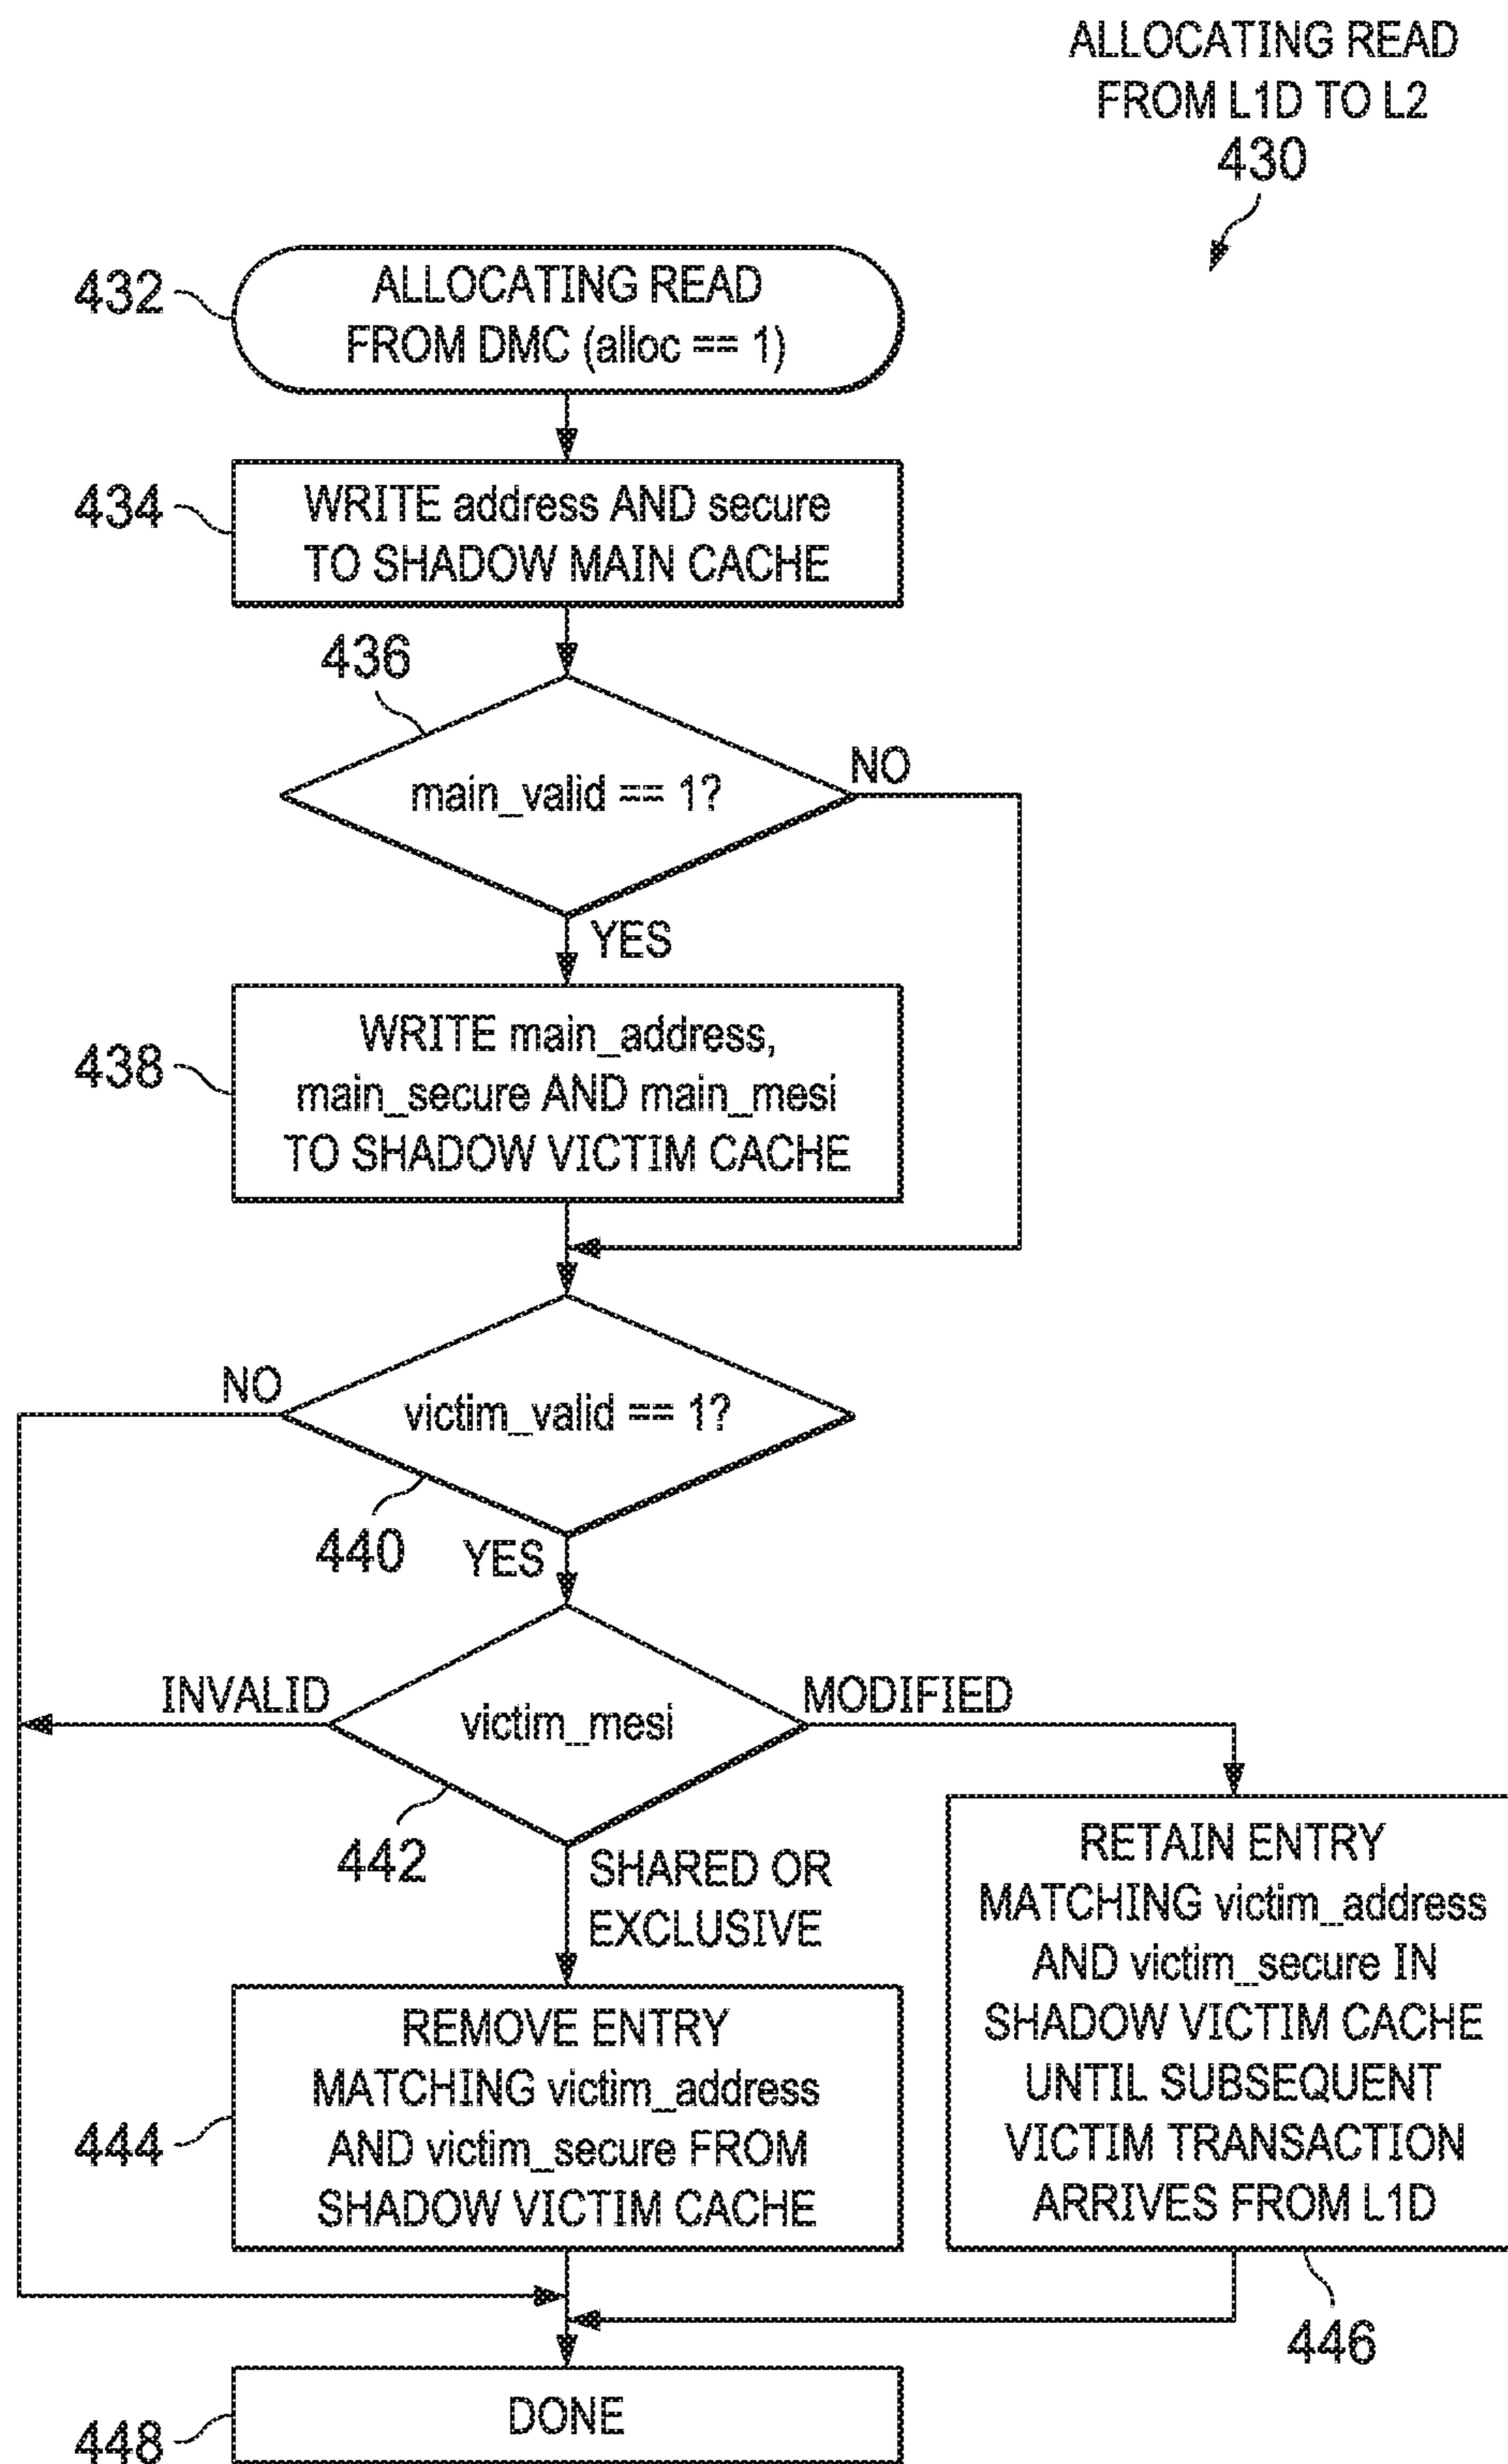 ALLOCATING READ
FROM L1D TO L2
430
432
ALLOCATING READ
FROM DMC (alloc == 1)
434
WRITE address AND secure
TO SHADOW MAIN CACHE
436
main_valid == 1?
NO
YES
438
WRITE main_address,
main_secure AND main_mesi
TO SHADOW VICTIM CACHE
NO
victim_valid == 1?
440
YES
INVALID
victim_mesi
MODIFIED
442
SHARED OR
EXCLUSIVE
RETAIN ENTRY
MATCHING victim_address
AND victim_secure IN
SHADOW VICTIM CACHE
UNTIL SUBSEQUENT
VICTIM TRANSACTION
ARRIVES FROM L1D
444
REMOVE ENTRY
MATCHING victim_address
AND victim_secure FROM
SHADOW VICTIM CACHE
446
448
DONE